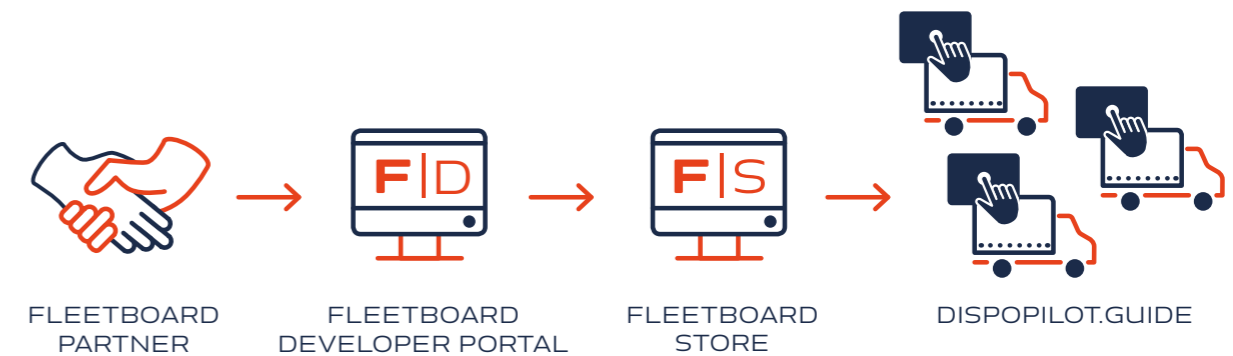 F|D
F|S
FLEETBOARD
PARTNER
FLEETBOARD
DEVELOPER PORTAL
FLEETBOARD
STORE
DISPOPILOT.GUIDE